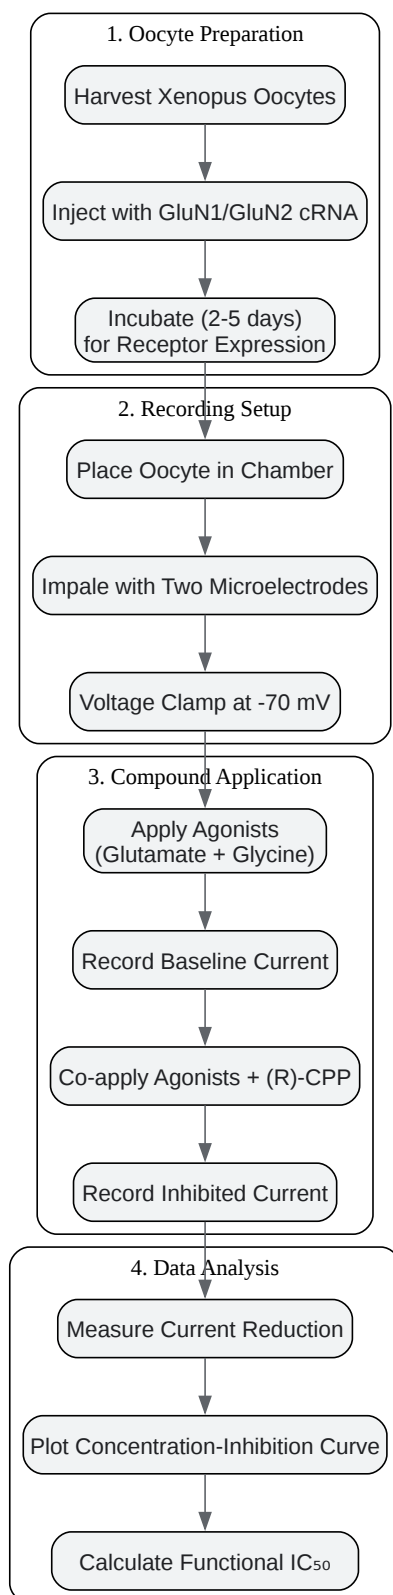 1. Oocyte Preparation
Harvest Xenopus Oocytes
Inject with GluN1/GluN2 cRNA
Incubate (2-5 days)
for Receptor Expression
2. Recording Setup
Place Oocyte in Chamber
Impale with Two Microelectrodes
Voltage Clamp at -70 mV
3. Compound Application
Apply Agonists
(Glutamate + Glycine)
Record Baseline Current
Co-apply Agonists + (R)-CPP
Record Inhibited Current
4. Data Analysis
Measure Current Reduction
Plot Concentration-Inhibition Curve
Calculate Functional IC₅₀